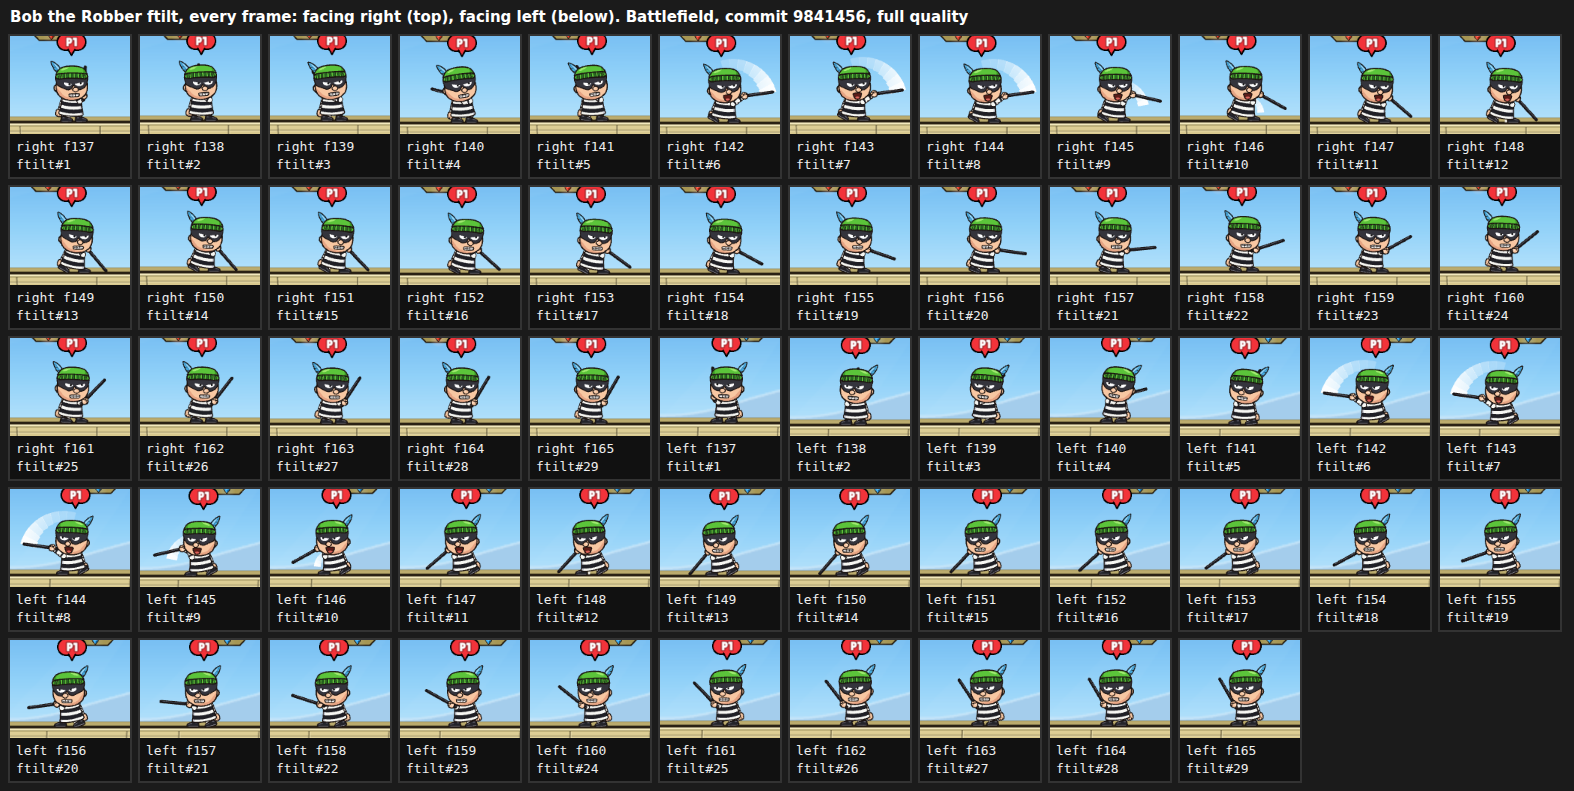 Bob the Robber ftilt, every frame: facing right (top), facing left (below). Battlefield, commit 9841456, full quality
P1 P1 P1 P1 P1 P1 P1 P1 P1 P1 P1 P1
right f137 right f138 right f139 right f140 right f141 right f142 right f143 right f144 right f145 right f146 right f147 right f148
ftilt#1 ftilt#2 ftilt#3 ftilt#4 ftilt#5 ftilt#6 ftilt#7 ftilt#8 ftilt#9 ftilt#10 ftilt#11 ftilt#12
P1 P1 P1 P1 P1 P1 P1 P1 P1 P1 P1 P1
right f149 right f150 right f151 right f152 right f153 right f154 right f155 right f156 right f157 right f158 right f159 right f160
ftilt#13 ftilt#14 ftilt#15 ftilt#16 ftilt#17 ftilt#18 ftilt#19 ftilt#20 ftilt#21 ftilt#22 ftilt#23 ftilt#24
P1 P1 P1 P1 P1 P1 P1 P1 P1 P1 P1 P1
right f161 right f162 right f163 right f164 right f165 left f137 left f138 left f139 left f140 left f141 left f142 left f143
ftilt#25 ftilt#26 ftilt#27 ftilt#28 ftilt#29 ftilt#1 ftilt#2 ftilt#3 ftilt#4 ftilt#5 ftilt#6 ftilt#7
P1 P1 P1 P1 P1 P1 P1 P1 P1 P1 P1 P1
left f144 left f145 left f146 left f147 left f148 left f149 left f150 left f151 left f152 left f153 left f154 left f155
ftilt#8 ftilt#9 ftilt#10 ftilt#11 ftilt#12 ftilt#13 ftilt#14 ftilt#15 ftilt#16 ftilt#17 ftilt#18 ftilt#19
P1 P1 P1 P1 P1 P1 P1 P1 P1 P1
left f156 left f157 left f158 left f159 left f160 left f161 left f162 left f163 left f164 left f165
ftilt#20 ftilt#21 ftilt#22 ftilt#23 ftilt#24 ftilt#25 ftilt#26 ftilt#27 ftilt#28 ftilt#29